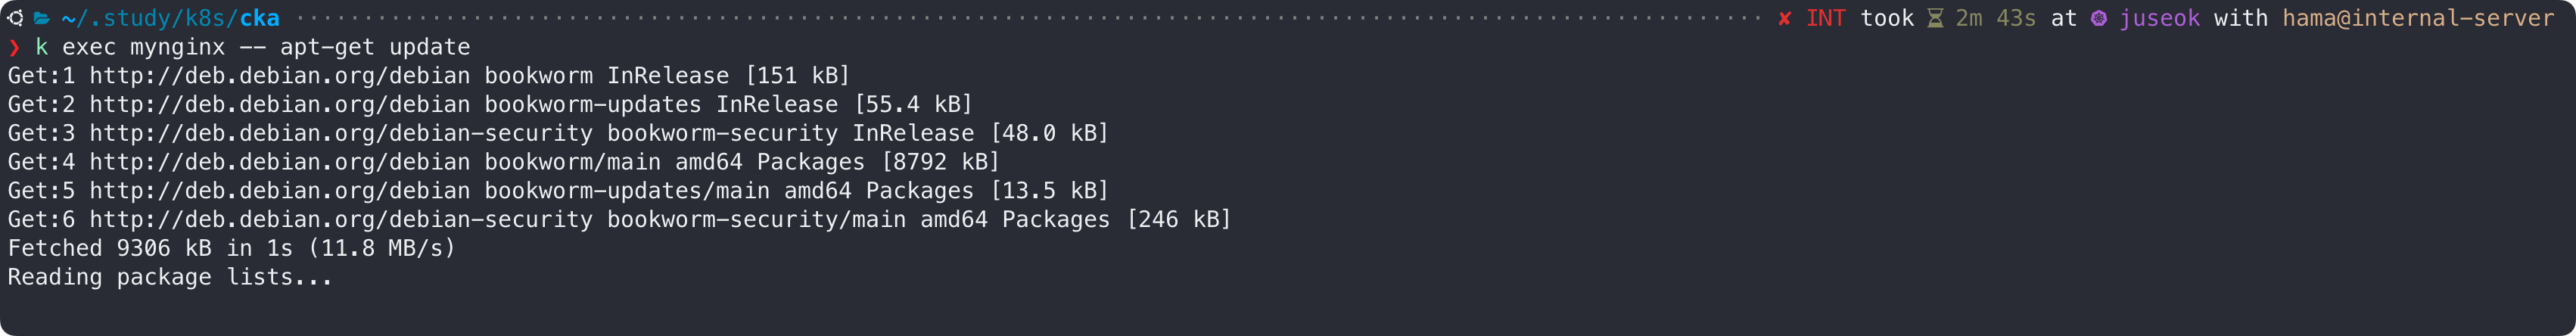 ~/.study/k8s/cka ✘ INT took 2m 43s at juseok with hama@internal-server
❯ k exec mynginx -- apt-get update
Get:1 http://deb.debian.org/debian bookworm InRelease [151 kB]
Get:2 http://deb.debian.org/debian bookworm-updates InRelease [55.4 kB]
Get:3 http://deb.debian.org/debian-security bookworm-security InRelease [48.0 kB]
Get:4 http://deb.debian.org/debian bookworm/main amd64 Packages [8792 kB]
Get:5 http://deb.debian.org/debian bookworm-updates/main amd64 Packages [13.5 kB]
Get:6 http://deb.debian.org/debian-security bookworm-security/main amd64 Packages [246 kB]
Fetched 9306 kB in 1s (11.8 MB/s)
Reading package lists...